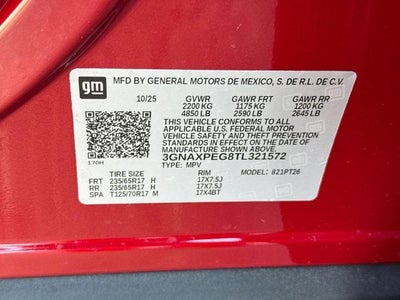 gm
MFD BY GENERAL MOTORS DE MEXICO, S. DE R.L. DE C.V.
10/25 GVWR GAWR FRT GAWR RR
2200 KG 1175 KG 1200 KG
4850 LB 2590 LB 2645 LB
THIS VEHICLE CONFORMS TO ALL APPLICABLE U.S. FEDERAL MOTOR VEHICLE
SAFETY AND THEFT PREVENTION
STANDARDS IN EFFECT ON THE DATE OF
MANUFACTURE SHOWN ABOVE.
3GNAXPEG8TL321572
170H TYPE: MPV MODEL: 821PT26
TIRE SIZE RIM
FRT 235/65R17 H 17X7.5J
RR 235/65R17 H 17X7.5J
SPA T125/70R17 M 17X4BT